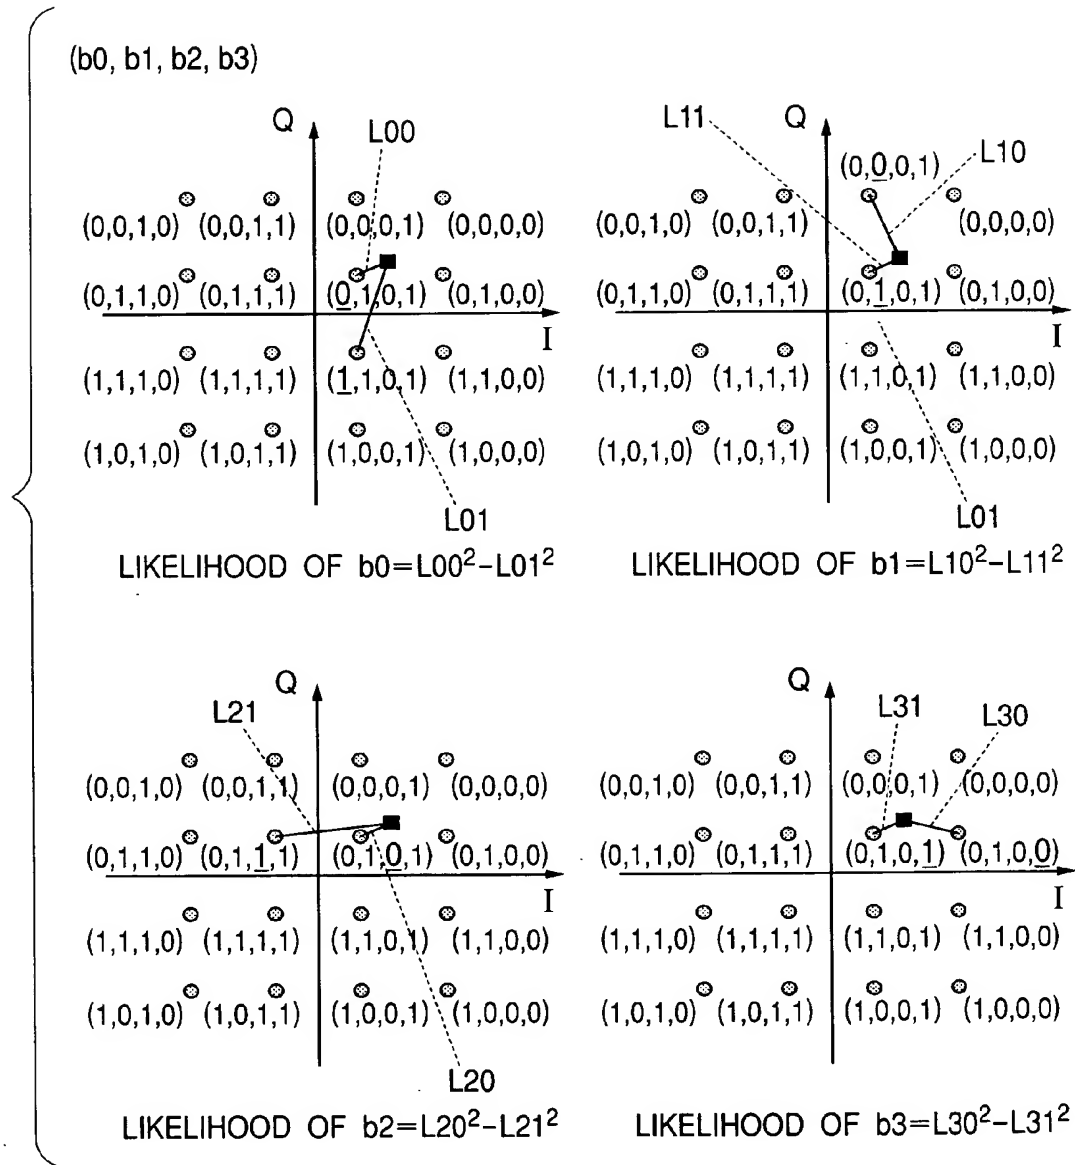 (b0, b1, b2, b3)
Q
L00
(0,0,1,0) (0,0,1,1) (0,0,0,1) (0,0,0,0)
(0,1,1,0) (0,1,1,1) (0,1,0,1) (0,1,0,0)
I
(1,1,1,0) (1,1,1,1) (1,1,0,1) (1,1,0,0)
(1,0,1,0) (1,0,1,1) (1,0,0,1) (1,0,0,0)
L01
LIKELIHOOD OF b0=L00²-L01²
L11
Q
L10
(0,0,0,1)
(0,0,1,0) (0,0,1,1) (0,0,0,0)
(0,1,1,0) (0,1,1,1) (0,1,0,1) (0,1,0,0)
I
(1,1,1,0) (1,1,1,1) (1,1,0,1) (1,1,0,0)
(1,0,1,0) (1,0,1,1) (1,0,0,1) (1,0,0,0)
L01
LIKELIHOOD OF b1=L10²-L11²
Q
L21
(0,0,1,0) (0,0,1,1) (0,0,0,1) (0,0,0,0)
(0,1,1,0) (0,1,1,1) (0,1,0,1) (0,1,0,0)
I
(1,1,1,0) (1,1,1,1) (1,1,0,1) (1,1,0,0)
(1,0,1,0) (1,0,1,1) (1,0,0,1) (1,0,0,0)
L20
LIKELIHOOD OF b2=L20²-L21²
Q
L31
L30
(0,0,1,0) (0,0,1,1) (0,0,0,1) (0,0,0,0)
(0,1,1,0) (0,1,1,1) (0,1,0,1) (0,1,0,0)
I
(1,1,1,0) (1,1,1,1) (1,1,0,1) (1,1,0,0)
(1,0,1,0) (1,0,1,1) (1,0,0,1) (1,0,0,0)
LIKELIHOOD OF b3=L30²-L31²